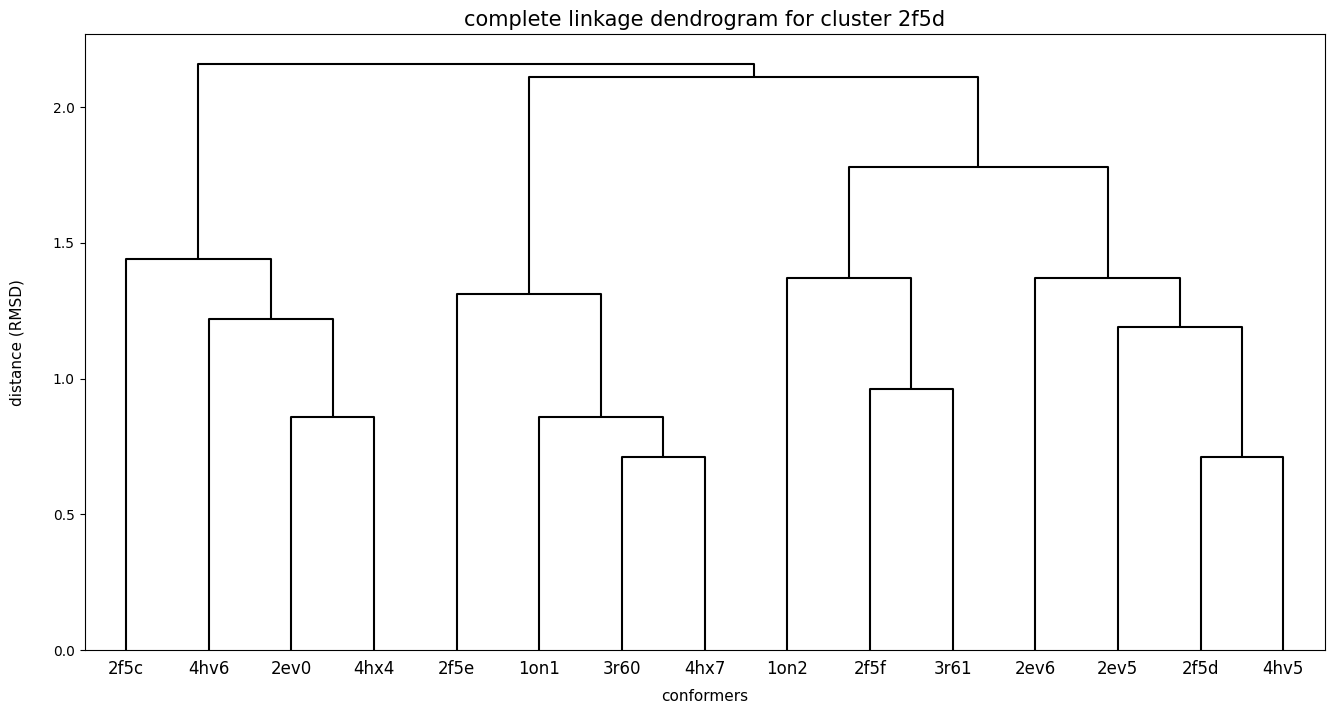 complete linkage dendrogram for cluster 2f5d
distance (RMSD)
2.0
1.5
1.0
0.5
0.0
2f5c 4hv6 2ev0 4hx4 2f5e 1on1 3r60 4hx7 1on2 2f5f 3r61 2ev6 2ev5 2f5d 4hv5
conformers